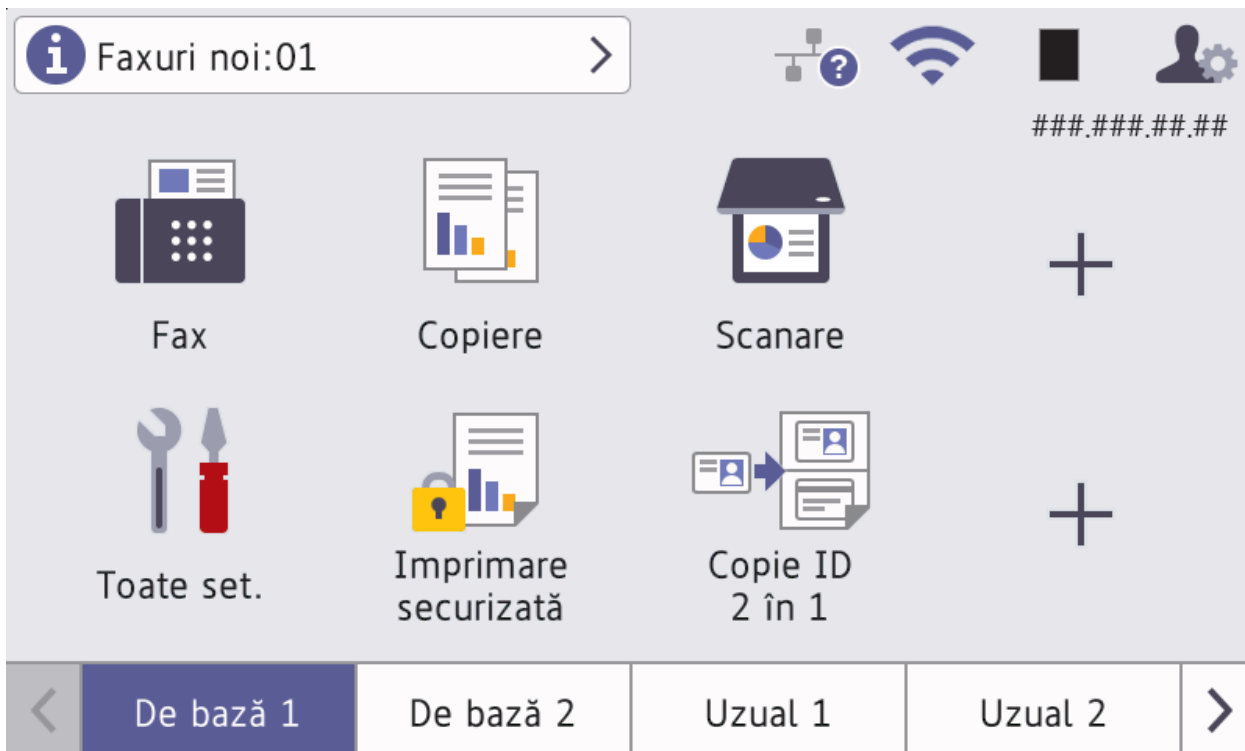 Faxuri noi:01
###.###.##.##
Fax
Copiere
Scanare
Toate set.
Imprimare
securizată
Copie ID
2 în 1
De bază 1
De bază 2
Uzual 1
Uzual 2